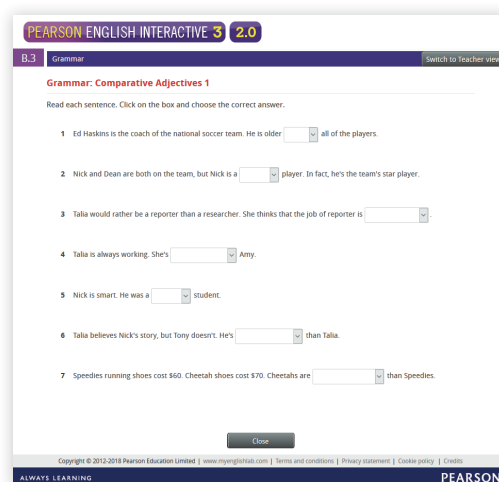 PEARSON ENGLISH INTERACTIVE 3 2.0
B.3 Grammar Switch to Teacher view
Grammar: Comparative Adjectives 1
Read each sentence. Click on the box and choose the correct answer.
1 Ed Haskins is the coach of the national soccer team. He is older all of the players.
2 Nick and Dean are both on the team, but Nick is a player. In fact, he's the team's star player.
3 Talia would rather be a reporter than a researcher. She thinks that the job of reporter is .
4 Talia is always working. She's Amy.
5 Nick is smart. He was a student.
6 Talia believes Nick's story, but Tony doesn't. He's than Talia.
7 Speedies running shoes cost $60. Cheetah shoes cost $70. Cheetahs are than Speedies.
Close
Copyright © 2012-2018 Pearson Education Limited | www.myenglishlab.com | Terms and conditions | Privacy statement | Cookie policy | Credits
ALWAYS LEARNING PEARSON